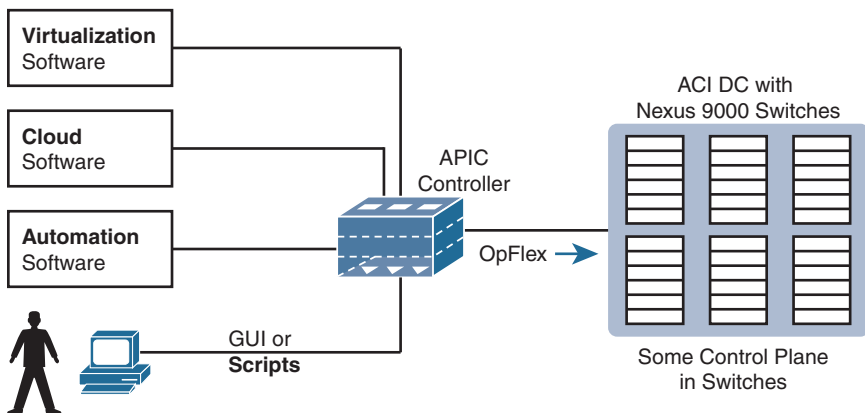 Virtualization
Software
Cloud
Software
Automation
Software
GUI or
Scripts
APIC
Controller
OpFlex
ACI DC with
Nexus 9000 Switches
Some Control Plane
in Switches